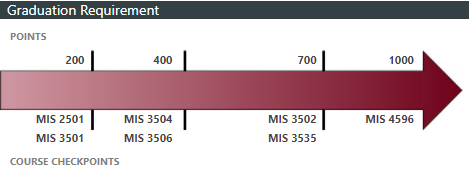 Graduation Requirement
POINTS
200 400 700 1000
MIS 2501 MIS 3504 MIS 3502 MIS 4596
MIS 3501 MIS 3506 MIS 3535
COURSE CHECKPOINTS